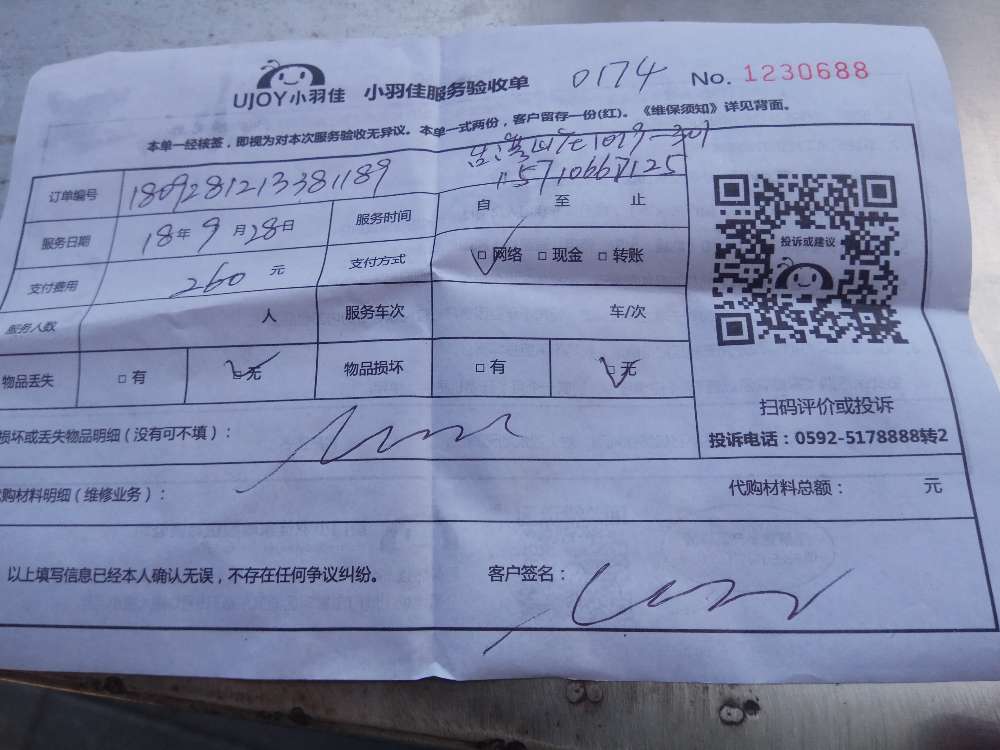 UJOY小羽佳 小羽佳服务验收单 0174 No. 1230688
本单一经核签，即视为对本次服务验收无异议。本单一式两份，客户留存一份(红)。《维保须知》详见背面。
15710667125
订单编号 1809281213381189
服务日期 18年9月28日 服务时间 自 至 止
支付费用 260元 支付方式 □网络 □现金 □转账
服务人数 人 服务车次 车/次
物品丢失 □有 □无 物品损坏 □有 □无
投诉或建议
扫码评价或投诉
投诉电话：0592-5178888转2
损坏或丢失物品明细（没有可不填）：
代购材料明细（维修业务）： 代购材料总额： 元
以上填写信息已经本人确认无误，不存在任何争议纠纷。 客户签名：